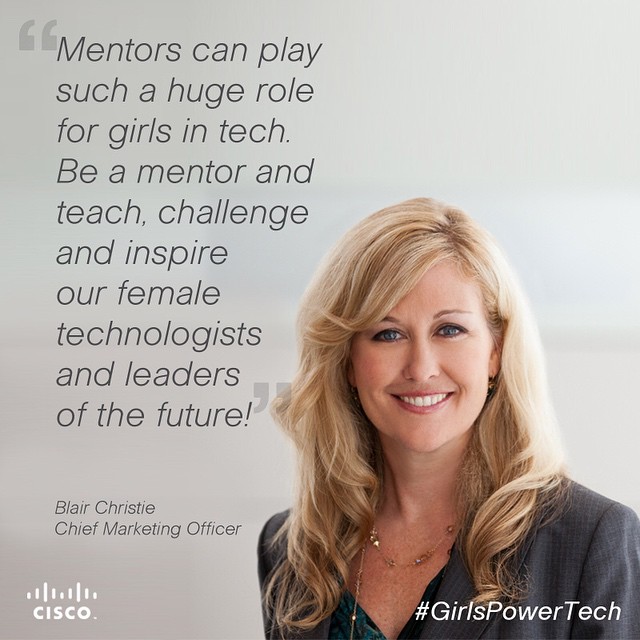 “Mentors can play
such a huge role
for girls in tech.
Be a mentor and
teach, challenge
and inspire
our female
technologists
and leaders
of the future!”
Blair Christie
Chief Marketing Officer
CISCO.
#GirlsPowerTech